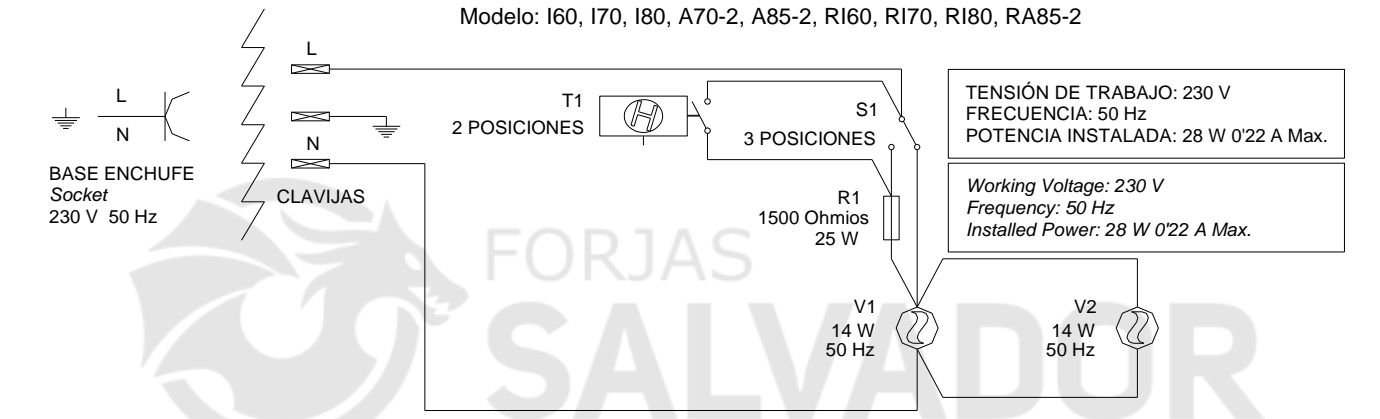 Modelo: I60, I70, I80, A70-2, A85-2, RI60, RI70, RI80, RA85-2
L
L
N
BASE ENCHUFE
Socket
230 V 50 Hz
N
CLAVIJAS
T1
2 POSICIONES
S1
3 POSICIONES
R1
1500 Ohmios
25 W
TENSIÓN DE TRABAJO: 230 V
FRECUENCIA: 50 Hz
POTENCIA INSTALADA: 28 W 0'22 A Max.
Working Voltage: 230 V
Frequency: 50 Hz
Installed Power: 28 W 0'22 A Max.
V1
14 W
50 Hz
V2
14 W
50 Hz
FORJAS
SALVADOR